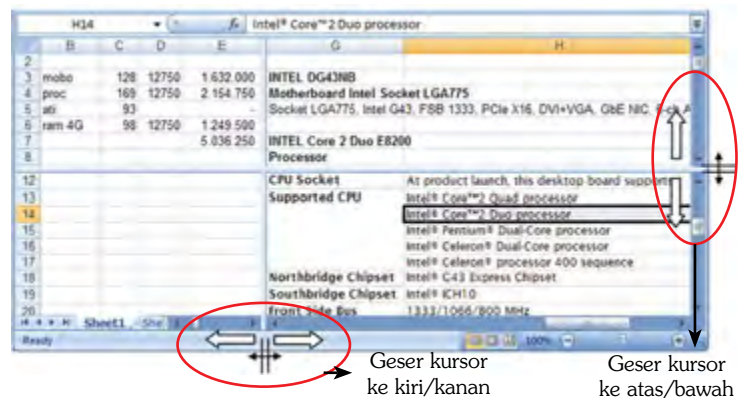 H14 fx Intel® Core™2 Duo processor
B C D E G H
2
3 mobo 128 12750 1.632.000 INTEL DG43NB
4 proc 169 12750 2.154.750 Motherboard Intel Socket LGA775
5 ati 93 - Socket LGA775, Intel G43, FSB 1333, PCIe X16, DVI+VGA, GbE NIC, 6-ch A
6 ram 4G 98 12750 1.249.500
7 5.036.250 INTEL Core 2 Duo E8200
8 Processor
12 CPU Socket At product launch, this desktop board supports
13 Supported CPU Intel® Core™2 Quad processor
14 Intel® Core™2 Duo processor
15 Intel® Pentium® Dual-Core processor
16 Intel® Celeron® Dual-Core processor
17 Intel® Celeron® processor 400 sequence
18 Northbridge Chipset Intel® G43 Express Chipset
19 Southbridge Chipset Intel® ICH10
20 Front Side Bus 1333/1066/800 MHz
Sheet1 She
Ready 100%
Geser kursor
ke kiri/kanan
Geser kursor
ke atas/bawah